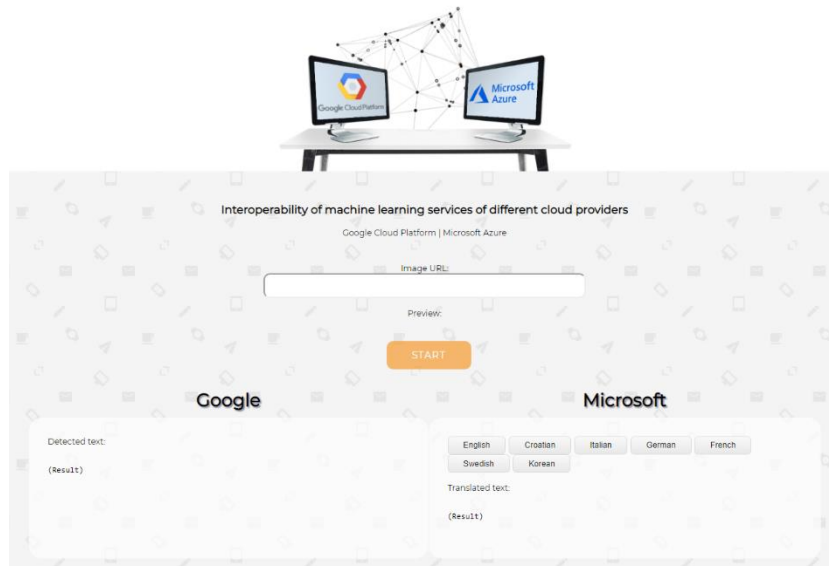 Google Cloud Platform
Microsoft
Azure
Interoperability of machine learning services of different cloud providers
Google Cloud Platform | Microsoft Azure
Image URL:
Preview:
START
Google
Microsoft
Detected text:
(Result)
English Croatian Italian German French
Swedish Korean
Translated text:
(Result)